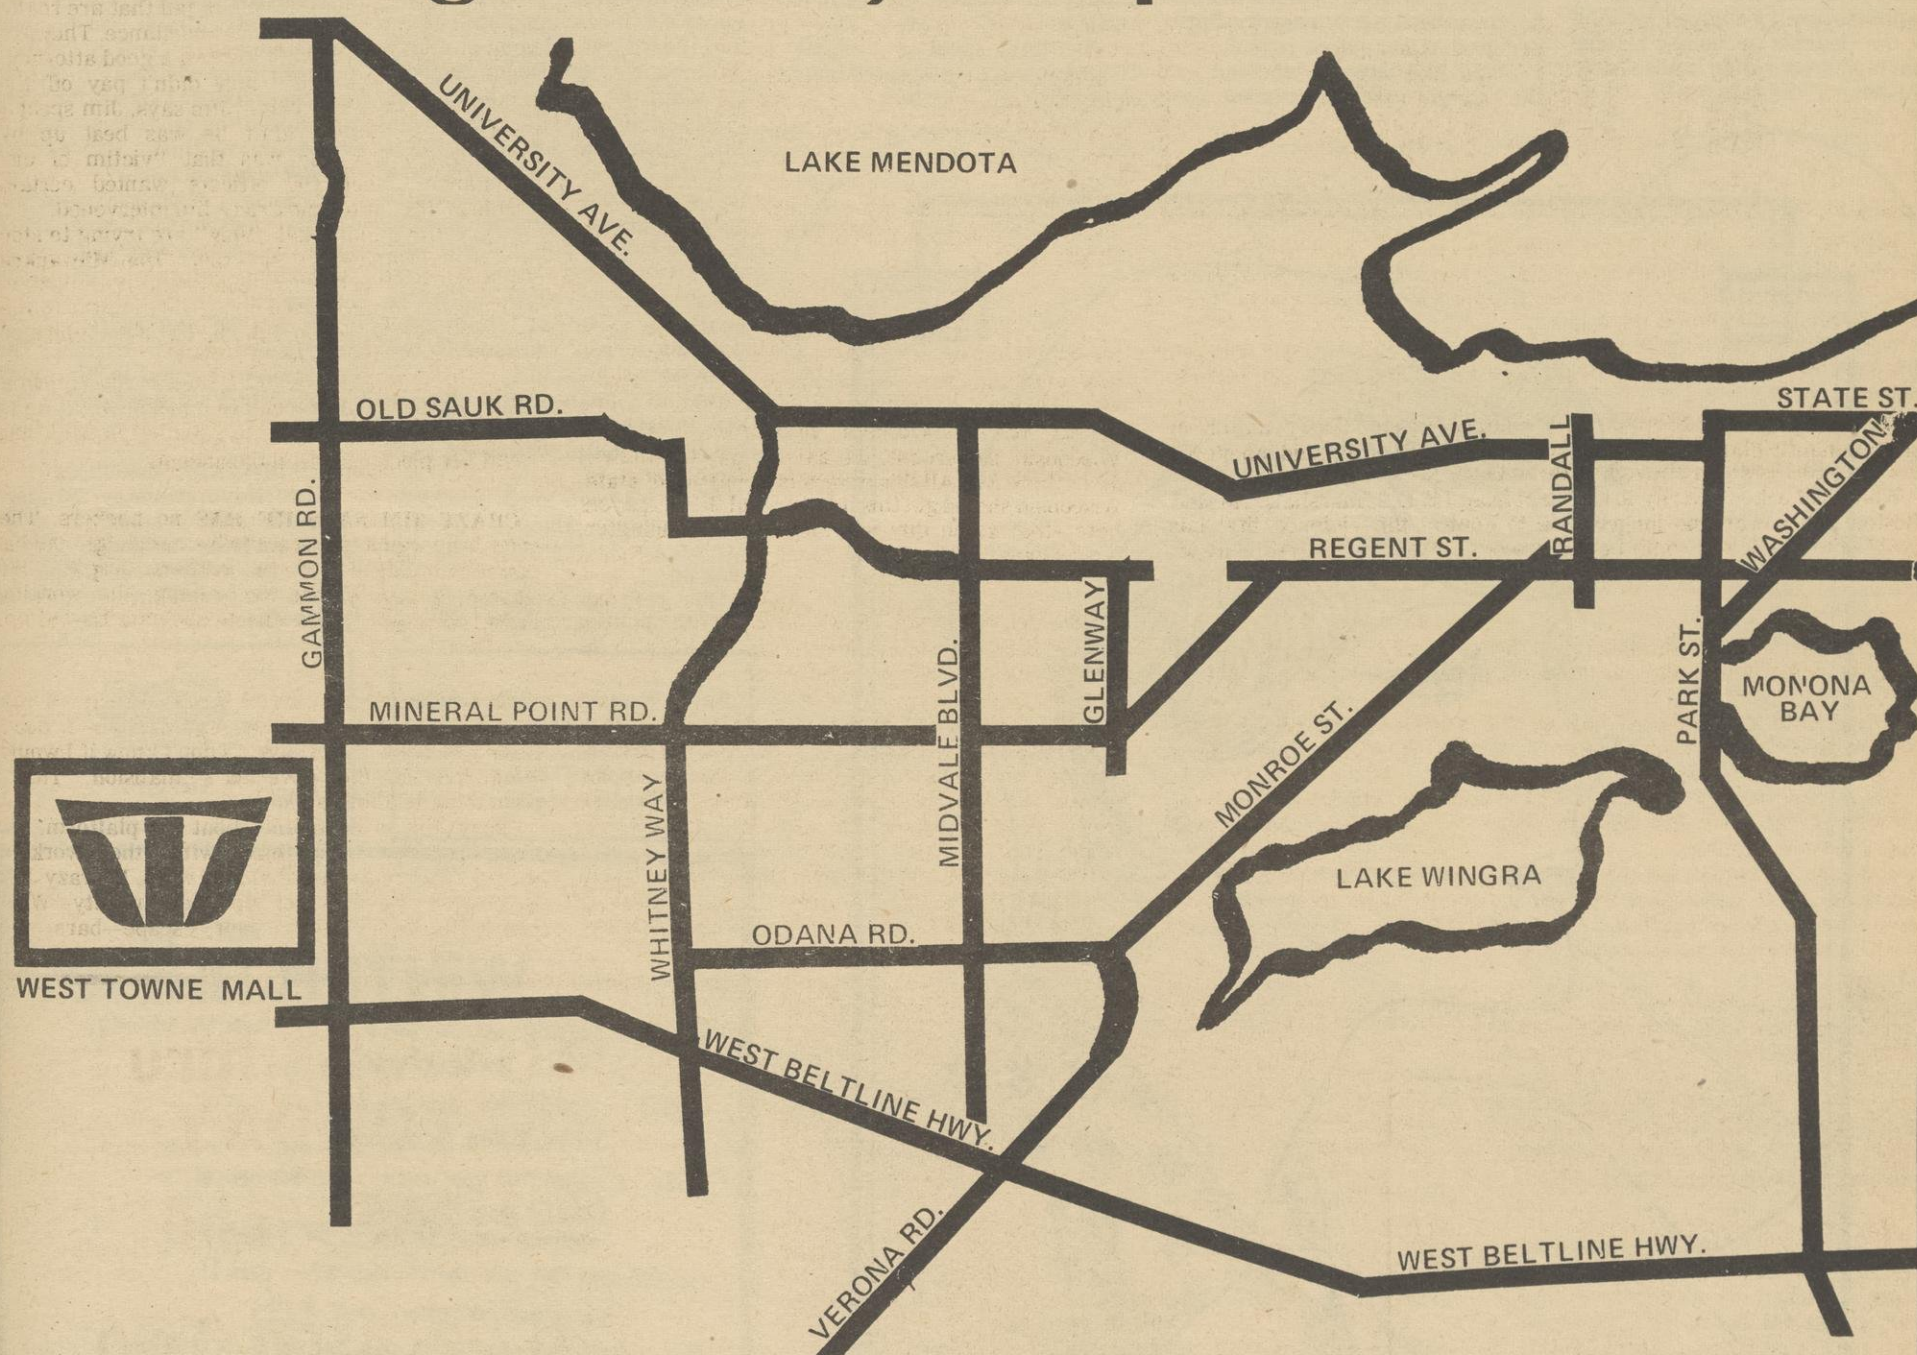 UNIVERSITY AVE.
LAKE MENDOTA
OLD SAUK RD.
STATE ST.
UNIVERSITY AVE.
RANDALL
WASHINGTON
GAMMON RD.
REGENT ST.
GLENWAY
MIDVALE BLVD.
PARK ST.
MONONA
BAY
MINERAL POINT RD.
MONROE ST.
WHITNEY WAY
LAKE WINGRA
ODANA RD.
WEST TOWNE MALL
WEST BELTLINE HWY.
VERONA RD.
WEST BELTLINE HWY.